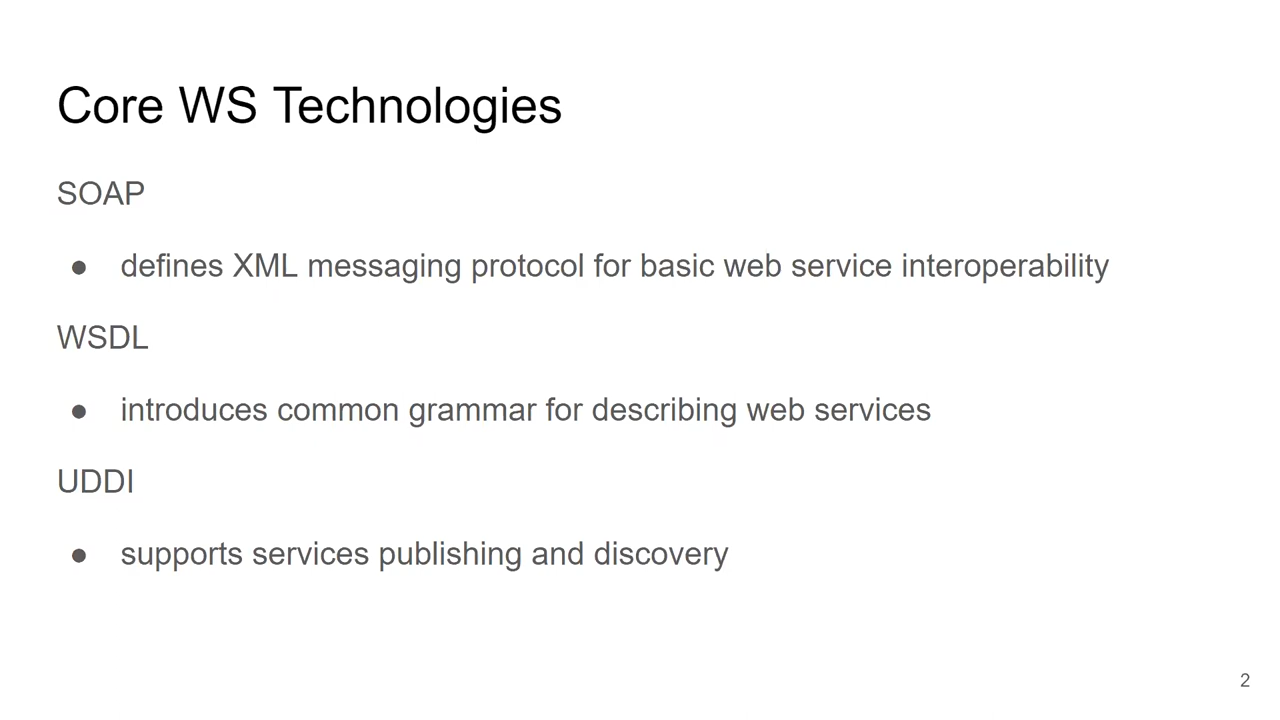 Core WS Technologies
SOAP
● defines XML messaging protocol for basic web service interoperability
WSDL
● introduces common grammar for describing web services
UDDI
● supports services publishing and discovery
2